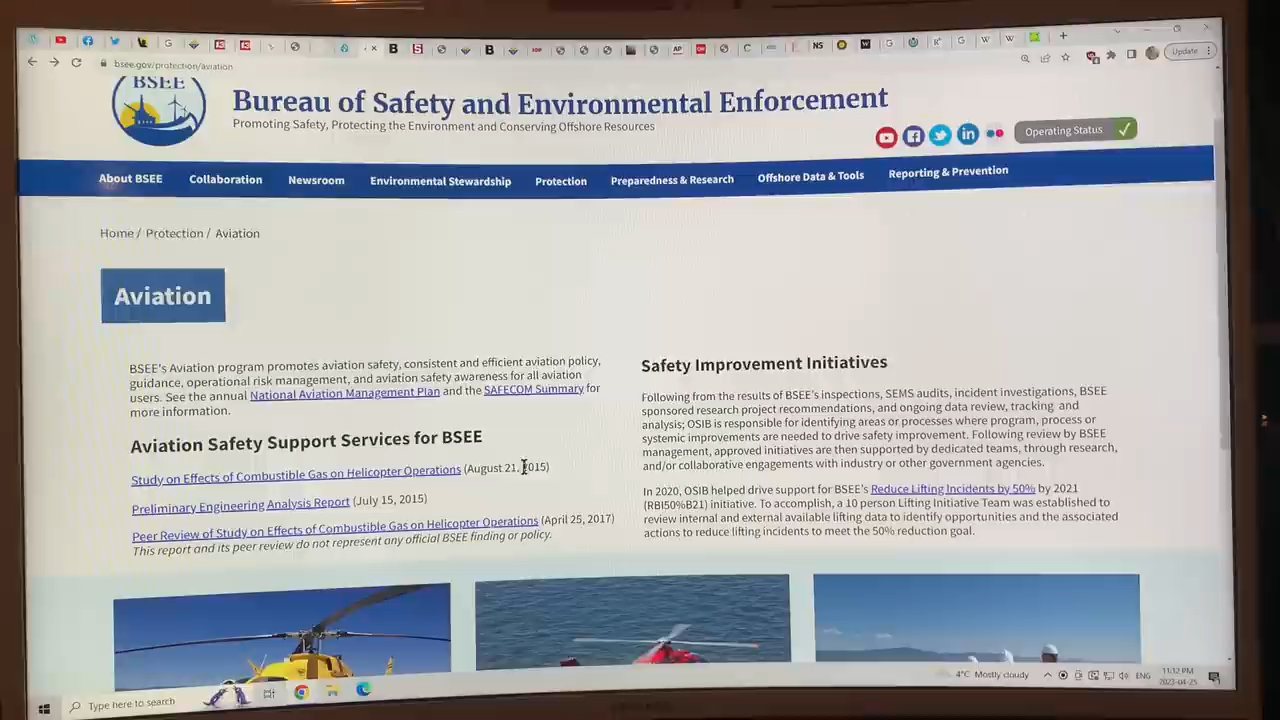 Update
bsee.gov/protection/aviation
BSEE
Bureau of Safety and Environmental Enforcement
Promoting Safety, Protecting the Environment and Conserving Offshore Resources
Operating Status
About BSEE Collaboration Newsroom Environmental Stewardship Protection Preparedness & Research Offshore Data & Tools Reporting & Prevention
Home / Protection / Aviation
Aviation
BSEE's Aviation program promotes aviation safety, consistent and efficient aviation policy,
guidance, operational risk management, and aviation safety awareness for all aviation
users. See the annual National Aviation Management Plan and the SAFECOM Summary for
more information.
Aviation Safety Support Services for BSEE
Study on Effects of Combustible Gas on Helicopter Operations (August 21, 2015)
Preliminary Engineering Analysis Report (July 15, 2015)
Peer Review of Study on Effects of Combustible Gas on Helicopter Operations (April 25, 2017)
This report and its peer review do not represent any official BSEE finding or policy.
Safety Improvement Initiatives
Following from the results of BSEE's inspections, SEMS audits, incident investigations, BSEE
sponsored research project recommendations, and ongoing data review, tracking and
analysis; OSIB is responsible for identifying areas or processes where program, process or
systemic improvements are needed to drive safety improvement. Following review by BSEE
management, approved initiatives are then supported by dedicated teams, through research,
and/or collaborative engagements with industry or other government agencies.
In 2020, OSIB helped drive support for BSEE's Reduce Lifting Incidents by 50% by 2021
(RBI50%B21) initiative. To accomplish, a 10 person Lifting Initiative Team was established to
review internal and external available lifting data to identify opportunities and the associated
actions to reduce lifting incidents to meet the 50% reduction goal.
Type here to search
4°C Mostly cloudy
ENG
11:12 PM
2023-04-25